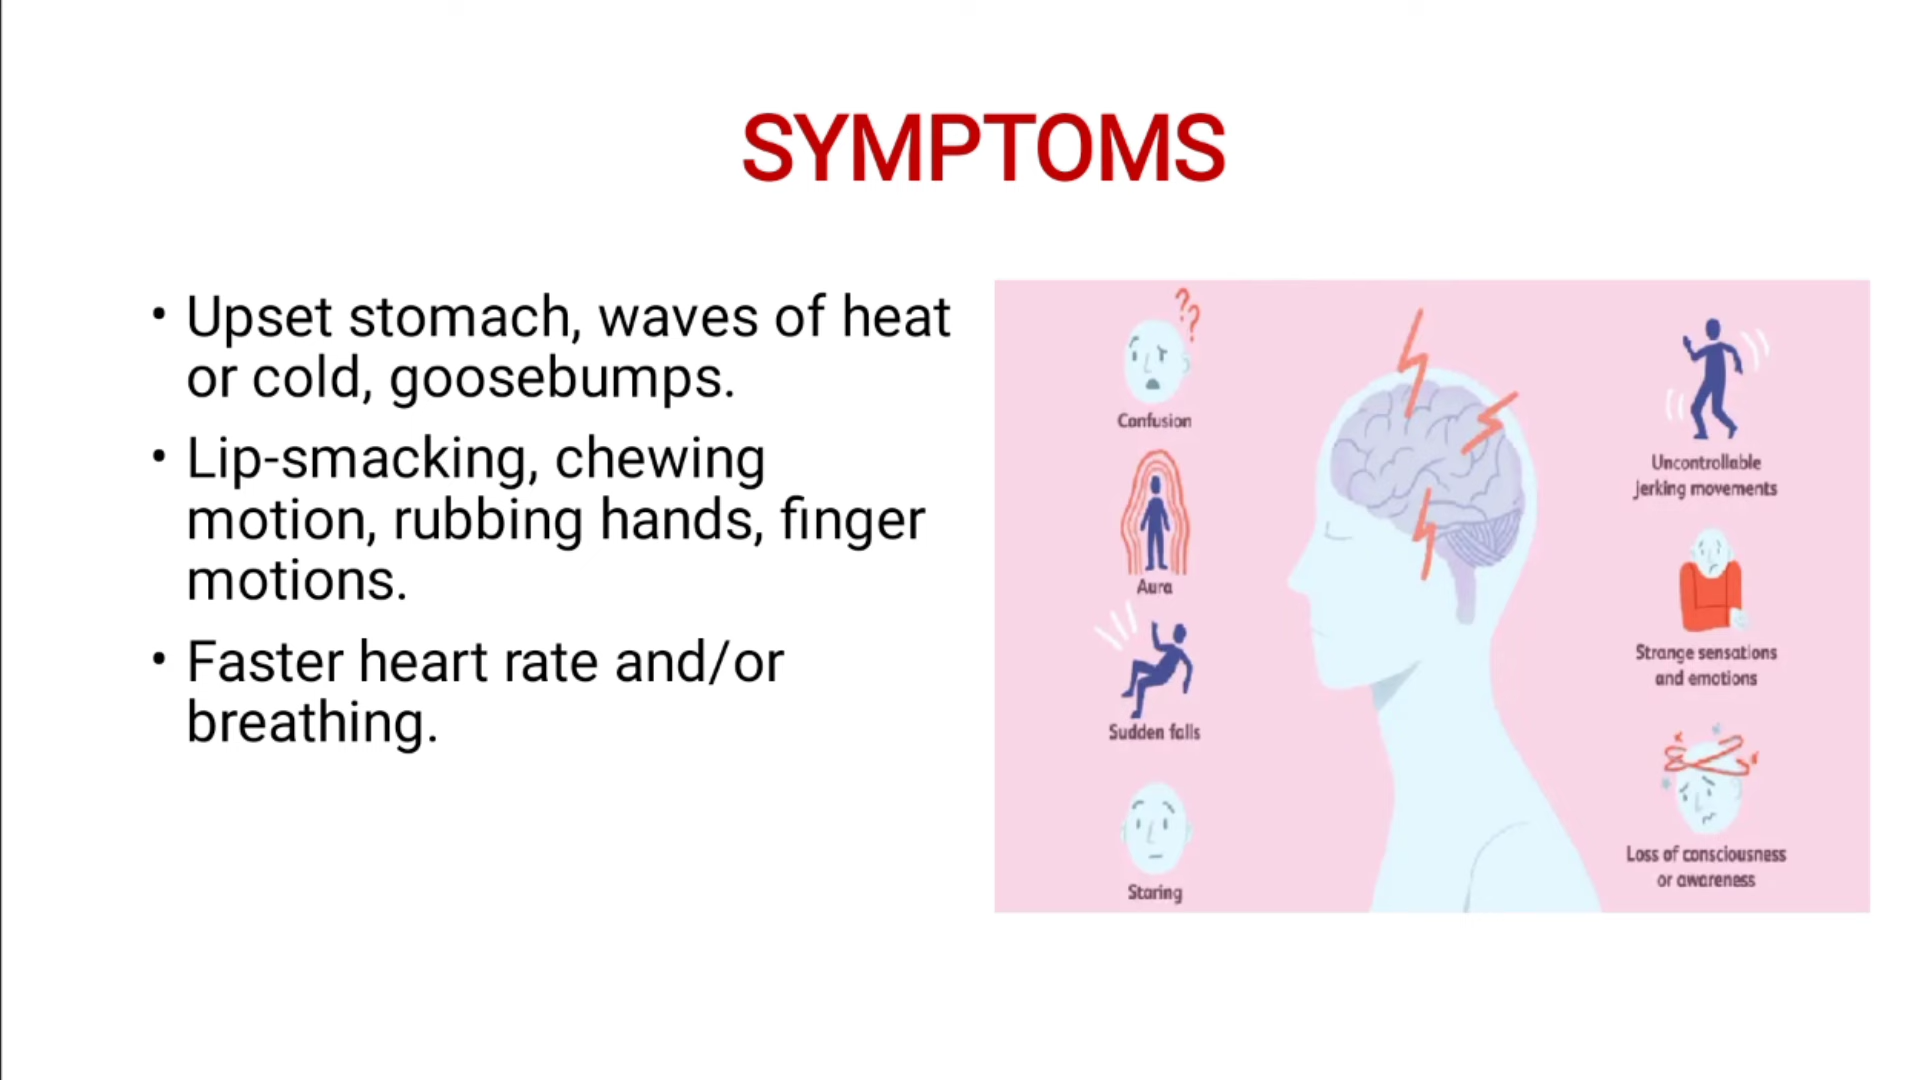 SYMPTOMS
• Upset stomach, waves of heat
or cold, goosebumps.
• Lip-smacking, chewing
motion, rubbing hands, finger
motions.
• Faster heart rate and/or
breathing.
??
Confusion
Aura
Sudden falls
Staring
Uncontrollable
jerking movements
Strange sensations
and emotions
Loss of consciousness
or awareness